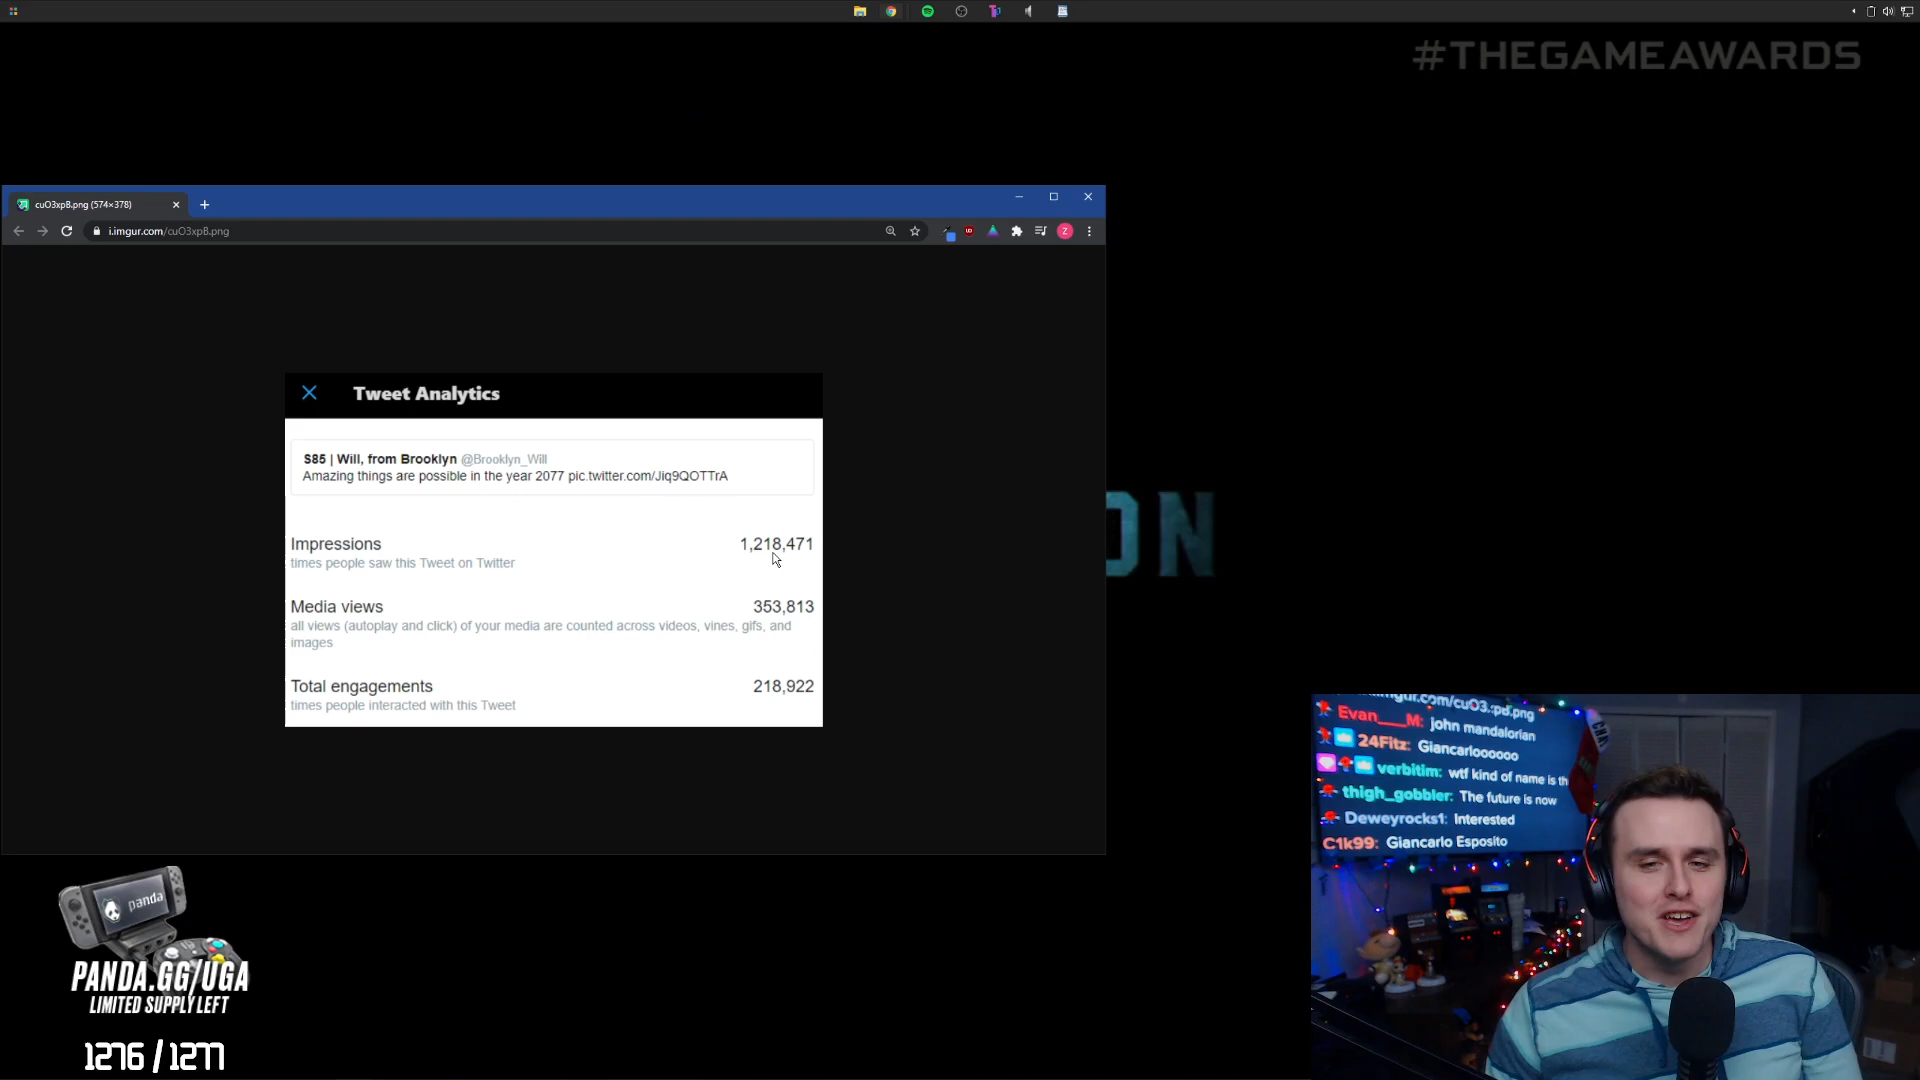 #THEGAMEAWARDS
cuO3xpB.png (574×378)
i.imgur.com/cuO3xpB.png
Tweet Analytics
S85 | Will, from Brooklyn @Brooklyn_Will
Amazing things are possible in the year 2077 pic.twitter.com/Jiq9QOTTrA
Impressions 1,218,471
times people saw this Tweet on Twitter
Media views 353,813
all views (autoplay and click) of your media are counted across videos, vines, gifs, and
images
Total engagements 218,922
times people interacted with this Tweet
ON
Evan___M: john mandalorian
24Fitz: Giancarloooooo
verbitim: wtf kind of name is th
thigh_gobbler: The future is now
Deweyrocks1: Interested
C1k99: Giancarlo Esposito
panda
PANDA.GG/UGA
LIMITED SUPPLY LEFT
1276 / 1277